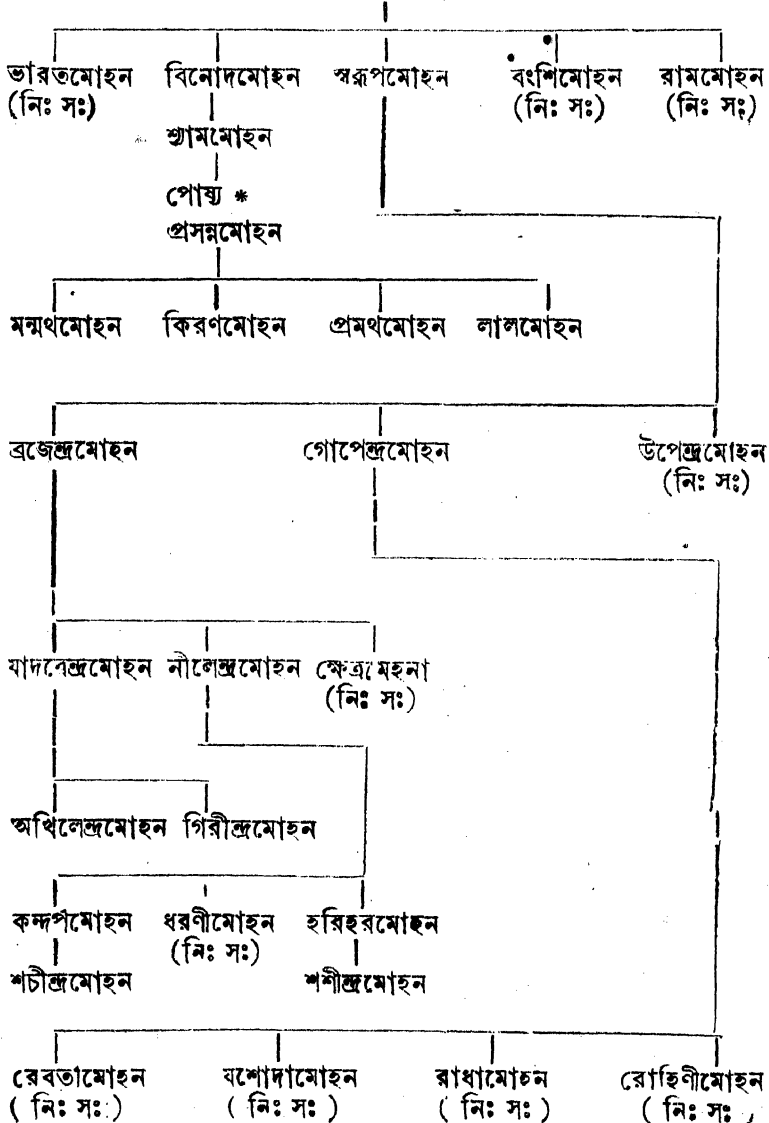 ভারতমোহন বিনোদমোহন স্বরূপমোহন বংশিমোহন রামমোহন
(নিঃ সঃ) (নিঃ সঃ) (নিঃ সঃ)
শ্যামমোহন
পোষ্য *
প্রসন্নমোহন
মন্মথমোহন কিরণমোহন প্রমথমোহন লালমোহন
ব্রজেন্দ্রমোহন গোপেন্দ্রমোহন উপেন্দ্রমোহন
(নিঃ সঃ)
যাদবেন্দ্রমোহন নীলেন্দ্রমোহন ক্ষেত্রমেহনা
(নিঃ সঃ)
অখিলেন্দ্রমোহন গিরীন্দ্রমোহন
কন্দর্পমোহন ধরণীমোহন হরিহরমোহন
(নিঃ সঃ)
শচীন্দ্রমোহন শশীন্দ্রমোহন
রেবতীমোহন যশোদামোহন রাধামোহন রোহিণীমোহন
( নিঃ সঃ ) ( নিঃ সঃ ) ( নিঃ সঃ ) ( নিঃ সঃ )